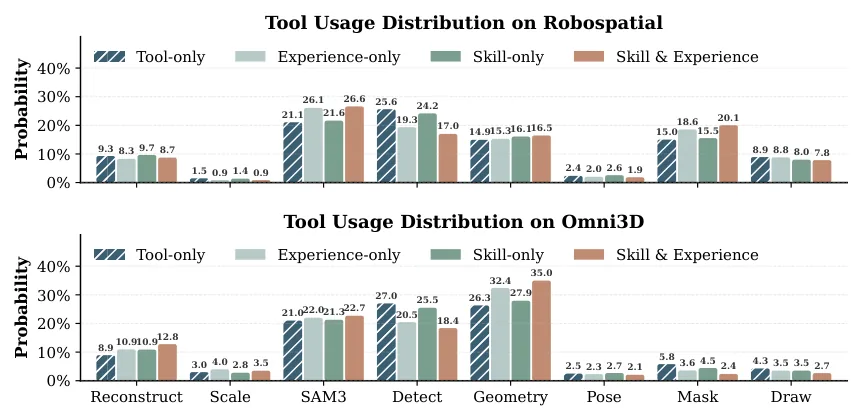 Tool Usage Distribution on Robospatial
Probability
40%
30%
20%
10%
0%
Tool-only Experience-only Skill-only Skill & Experience
9.3 8.3 9.7 8.7
1.5 0.9 1.4 0.9
21.1 26.1 21.6 26.6
25.6 19.3 24.2 17.0
14.9 15.3 16.1 16.5
2.4 2.0 2.6 1.9
15.0 18.6 15.5 20.1
8.9 8.8 8.0 7.8
Tool Usage Distribution on Omni3D
Probability
40%
30%
20%
10%
0%
Tool-only Experience-only Skill-only Skill & Experience
8.9 10.9 10.9 12.8
3.0 4.0 2.8 3.5
21.0 22.0 21.3 22.7
27.0 20.5 25.5 18.4
26.3 32.4 27.9 35.0
2.5 2.3 2.7 2.1
5.8 3.6 4.5 2.4
4.3 3.5 3.5 2.7
Reconstruct Scale SAM3 Detect Geometry Pose Mask Draw